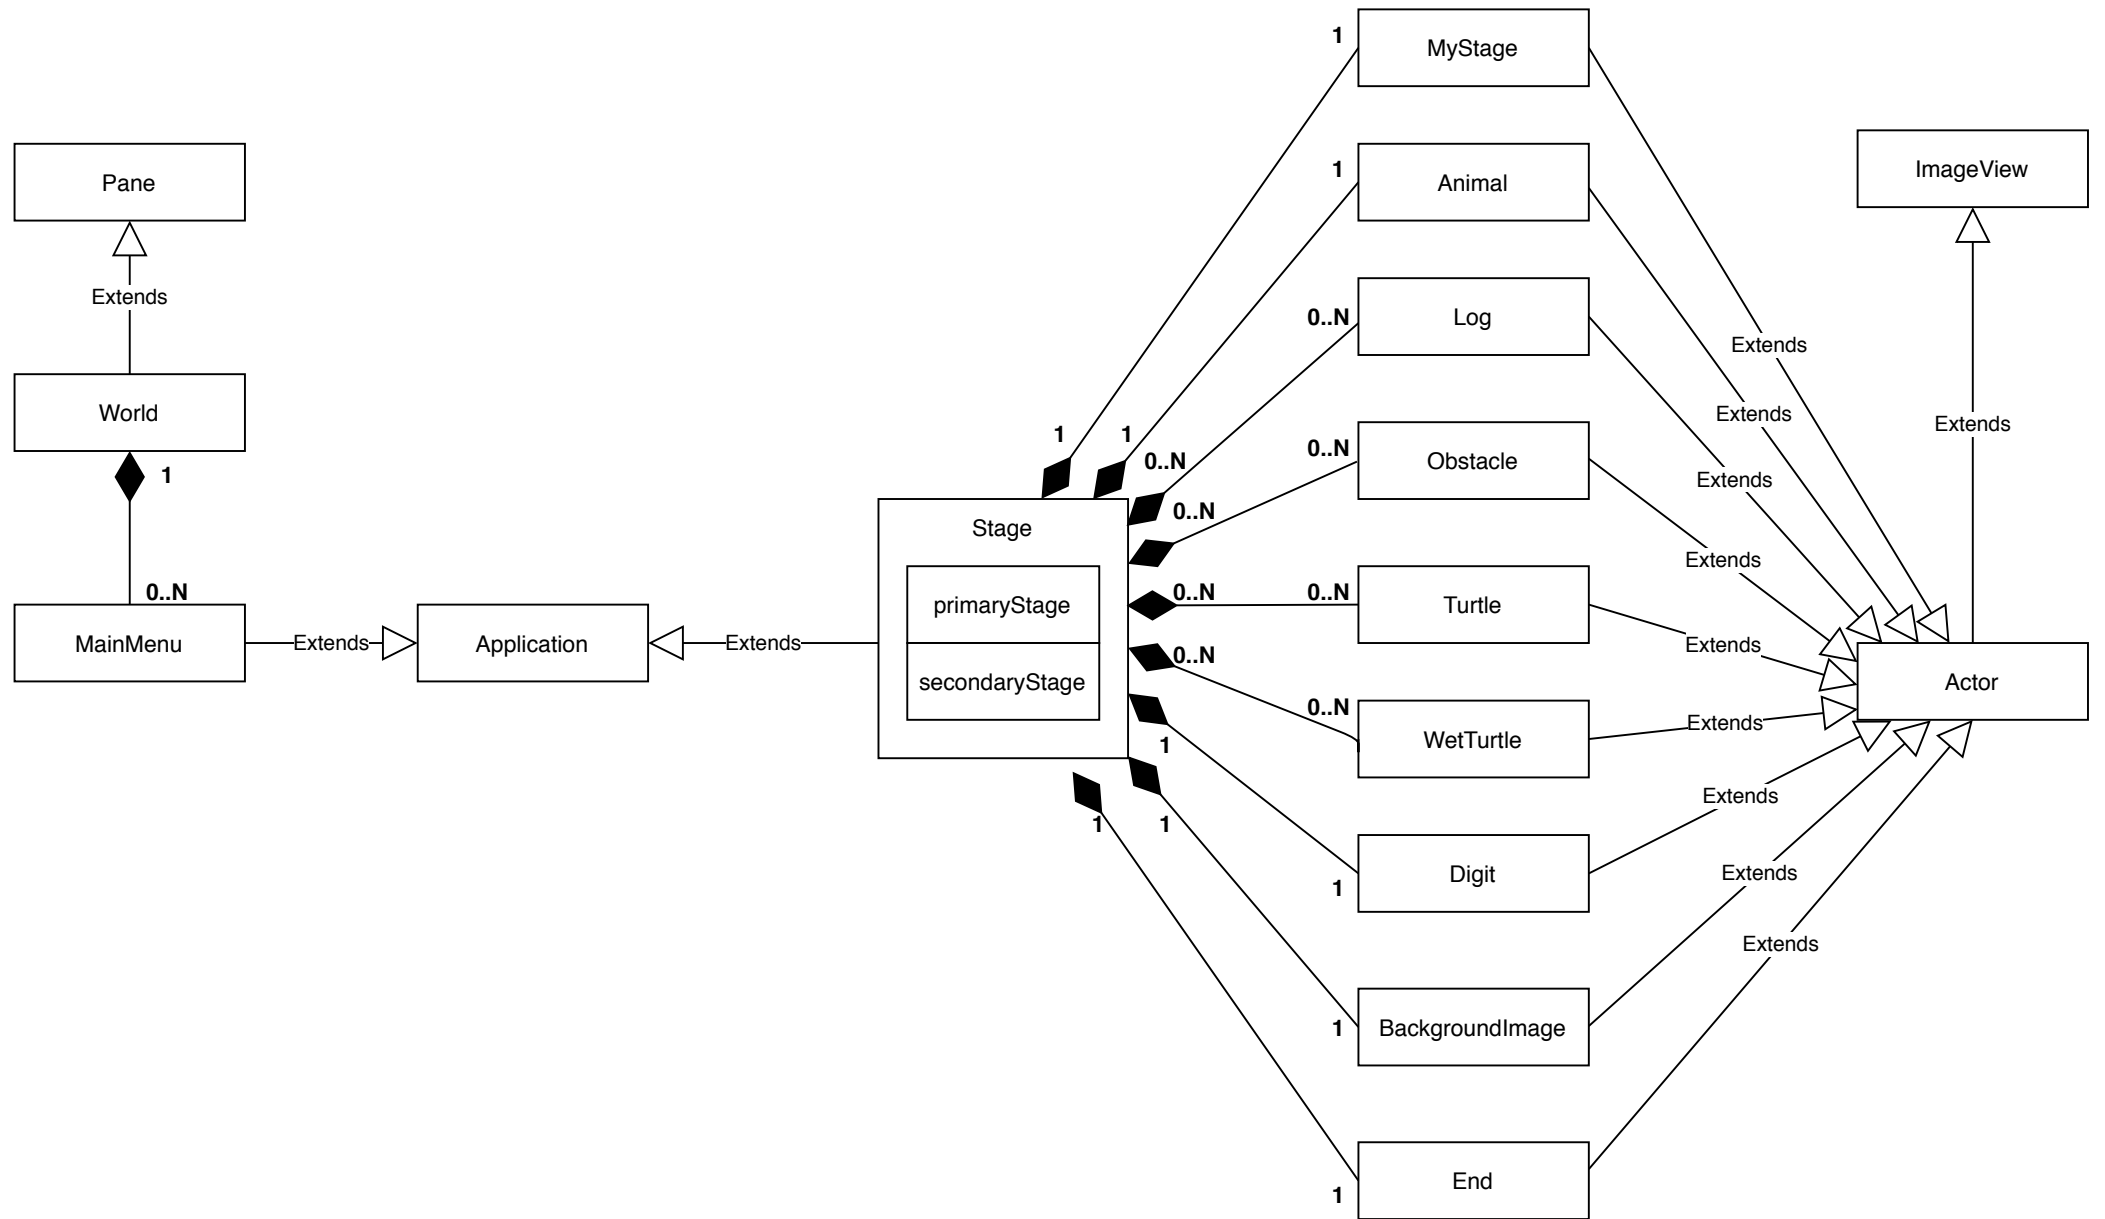 MyStage
1
Animal
1
ImageView
Pane
Extends
Log
0..N
Extends
World
Extends
Extends
1
1
0..N
Obstacle
0..N
Extends
1
0..N
Stage
Extends
0..N
primaryStage
0..N
0..N
Turtle
MainMenu
Extends
Application
Extends
Extends
0..N
secondaryStage
Actor
0..N
WetTurtle
Extends
1
Extends
1
1
Digit
1
Extends
Extends
BackgroundImage
1
End
1